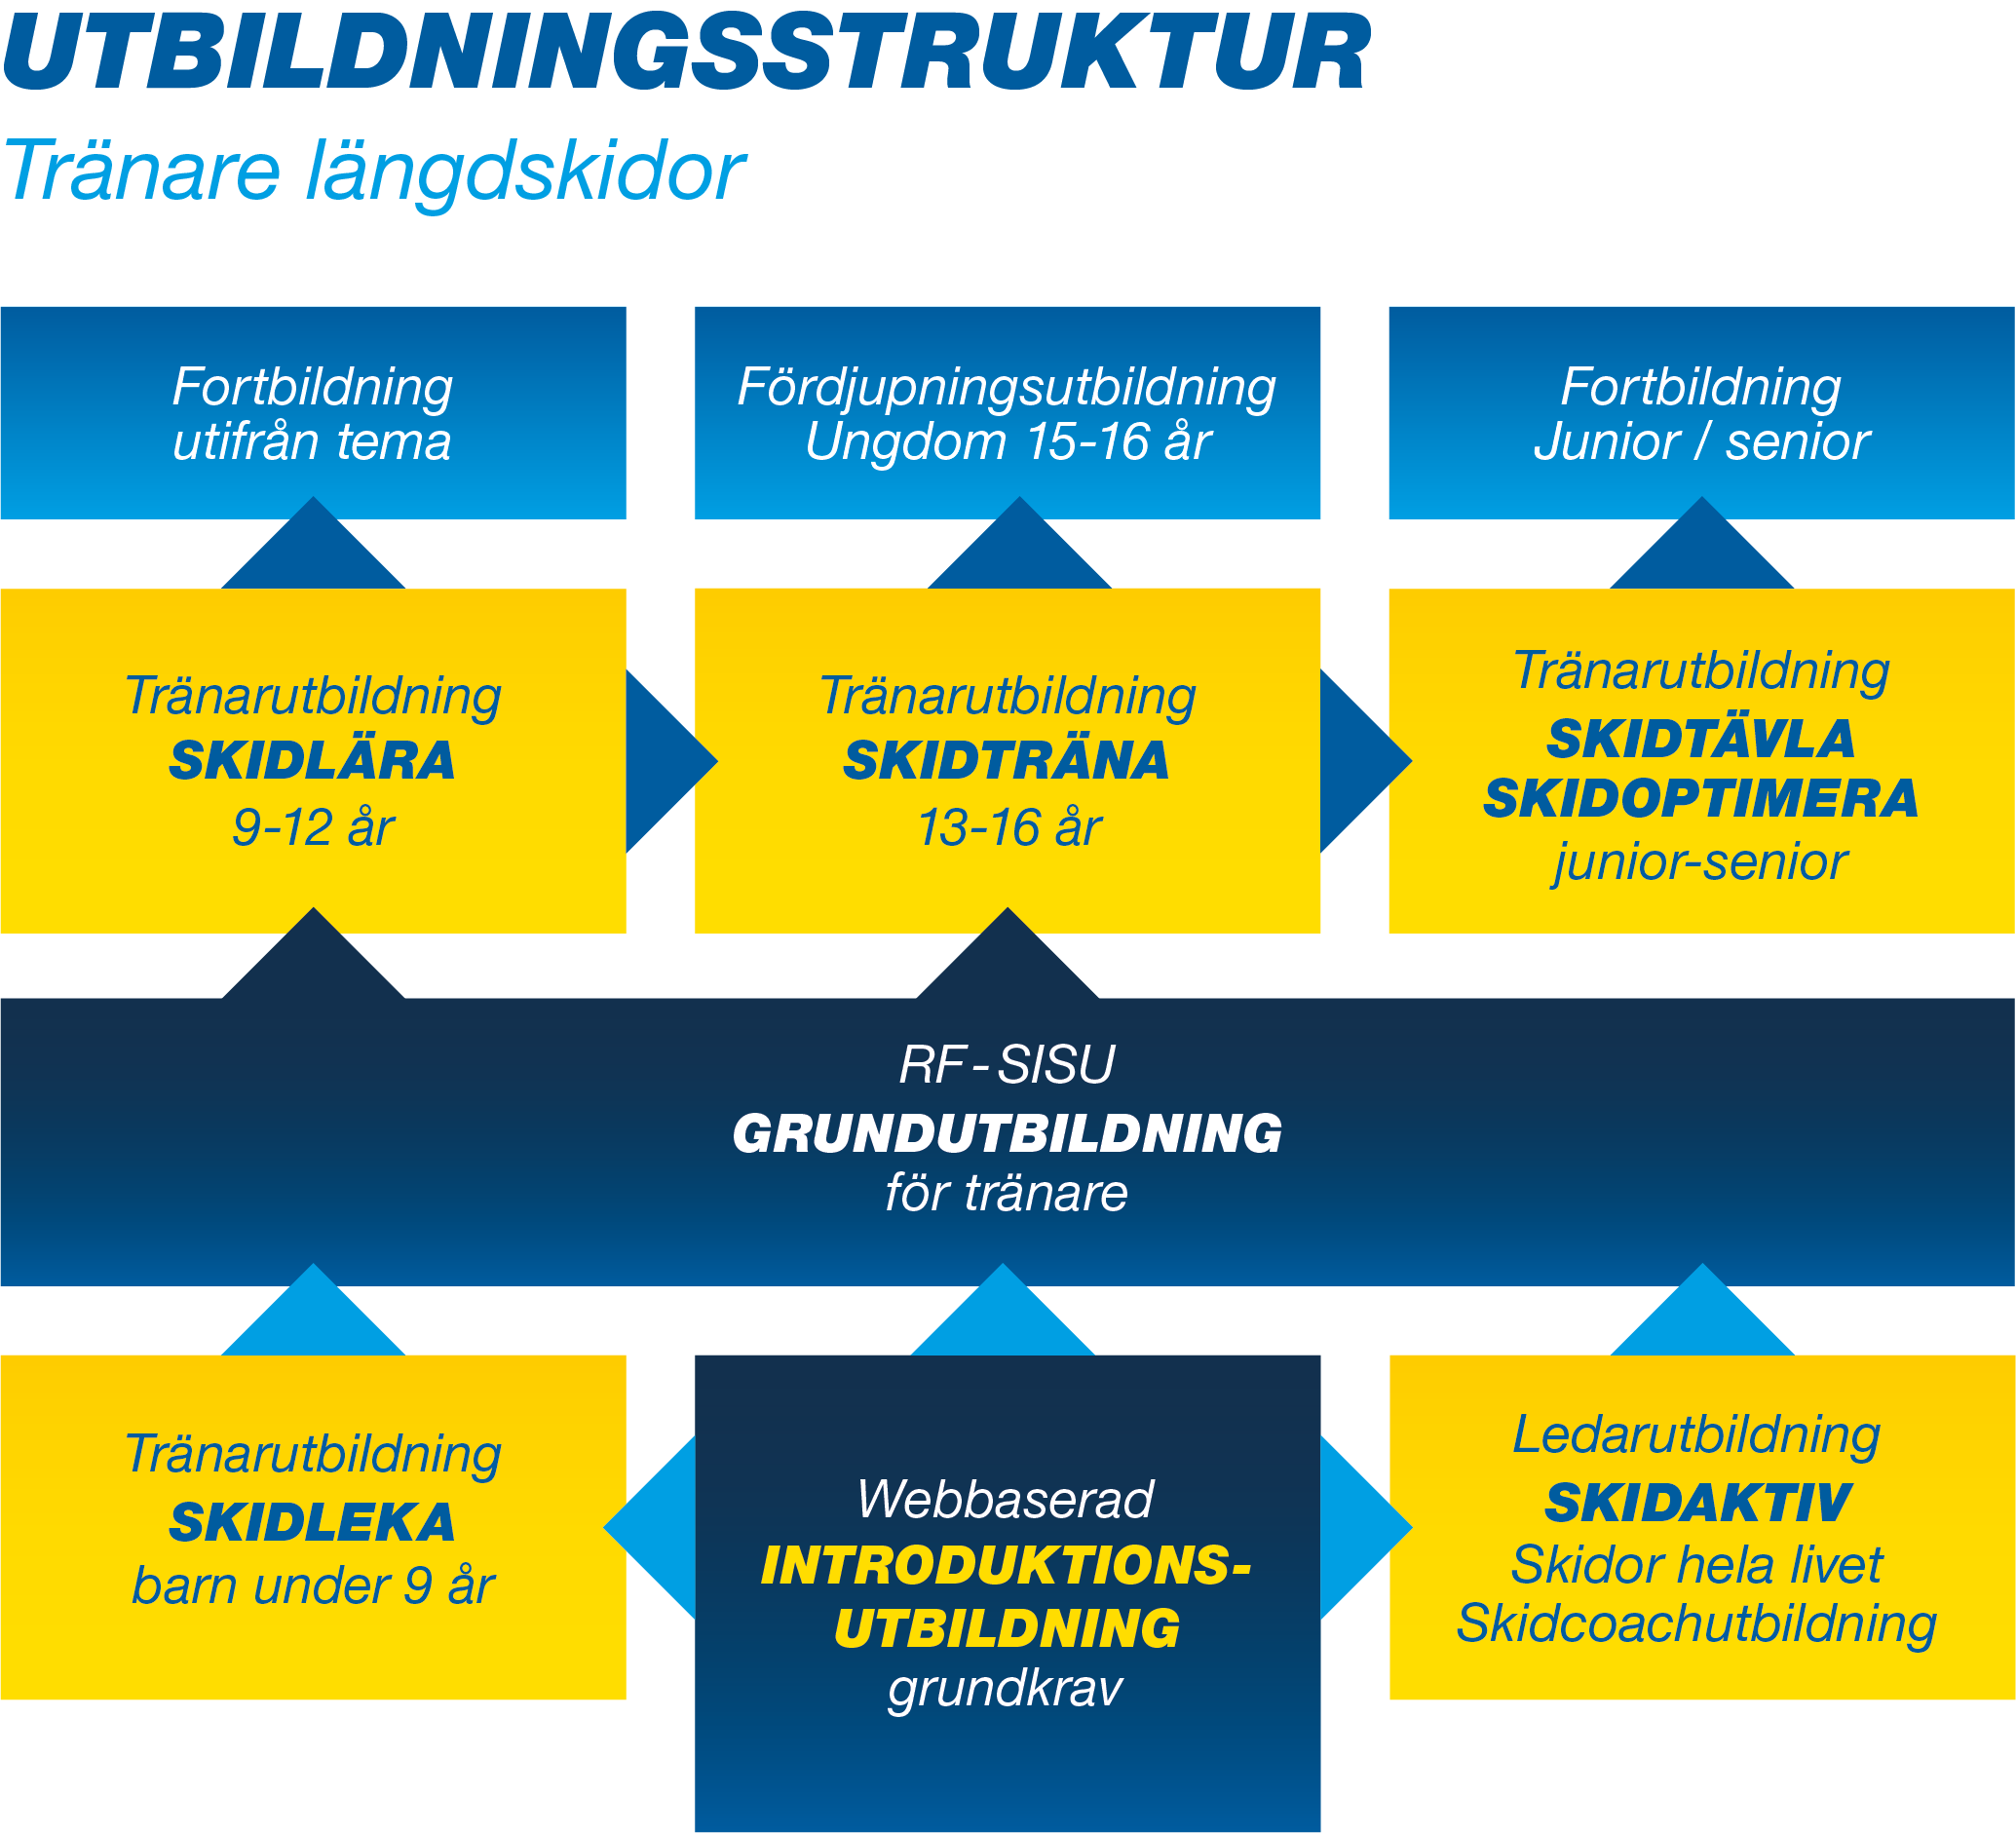 UTBILDNINGSSTRUKTUR
Tränare längdskidor
Fortbildning
utifrån tema
Fördjupningsutbildning
Ungdom 15-16 år
Fortbildning
Junior / senior
Tränarutbildning
SKIDLÄRA
9-12 år
Tränarutbildning
SKIDTRÄNA
13-16 år
Tränarutbildning
SKIDTÄVLA
SKIDOPTIMERA
junior-senior
RF-SISU
GRUNDUTBILDNING
för tränare
Tränarutbildning
SKIDLEKA
barn under 9 år
Webbaserad
INTRODUKTIONS-
UTBILDNING
grundkrav
Ledarutbildning
SKIDAKTIV
Skidor hela livet
Skidcoachutbildning